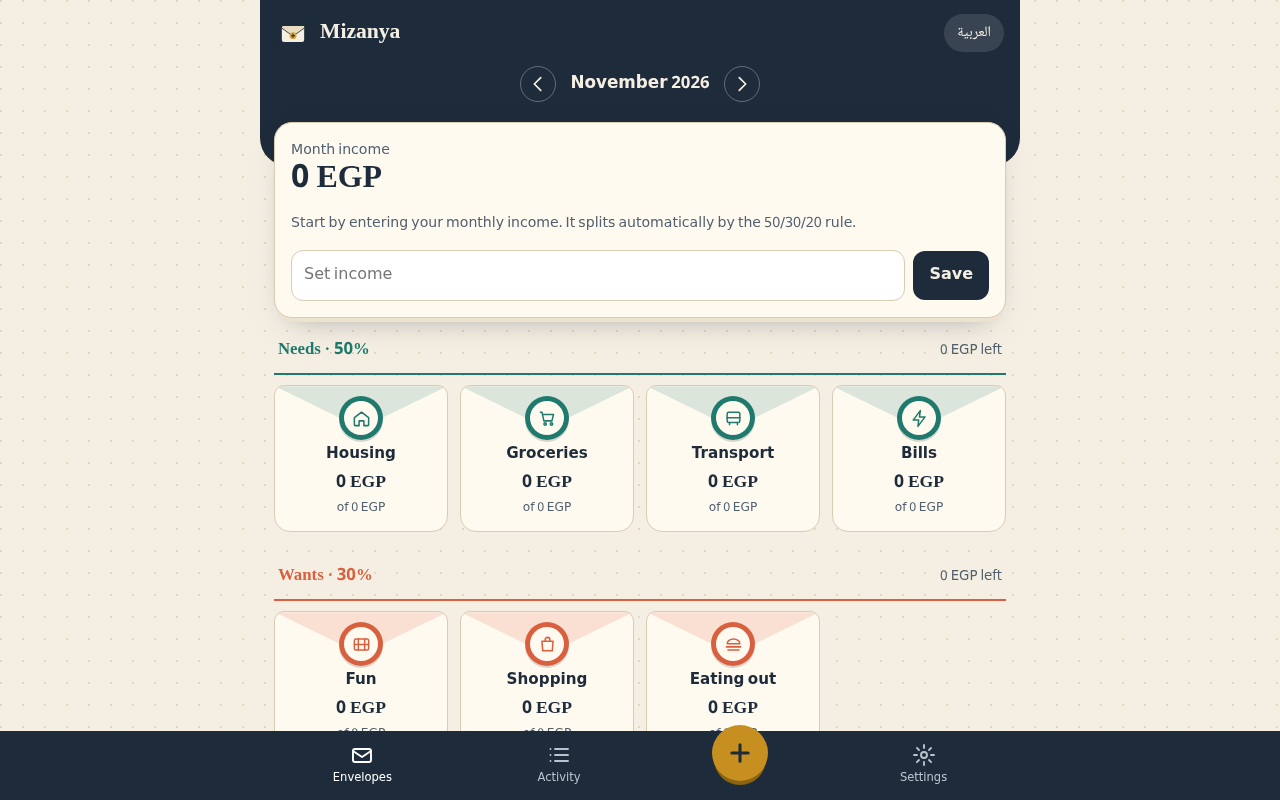 Mizanya
العربية
November 2026
Month income
0 EGP
Start by entering your monthly income. It splits automatically by the 50/30/20 rule.
Set income
Save
Needs · 50%
0 EGP left
Housing
0 EGP
of 0 EGP
Groceries
0 EGP
of 0 EGP
Transport
0 EGP
of 0 EGP
Bills
0 EGP
of 0 EGP
Wants · 30%
0 EGP left
Fun
0 EGP
Shopping
0 EGP
Eating out
0 EGP
Envelopes
Activity
Settings